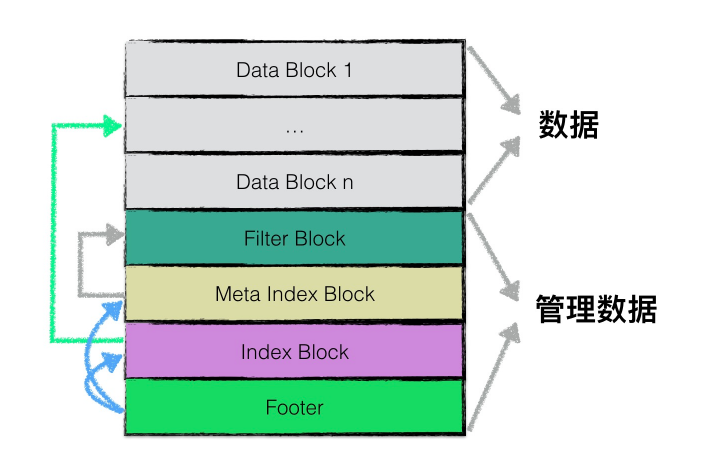 Data Block 1
...
Data Block n
Filter Block
Meta Index Block
Index Block
Footer
数据
管理数据